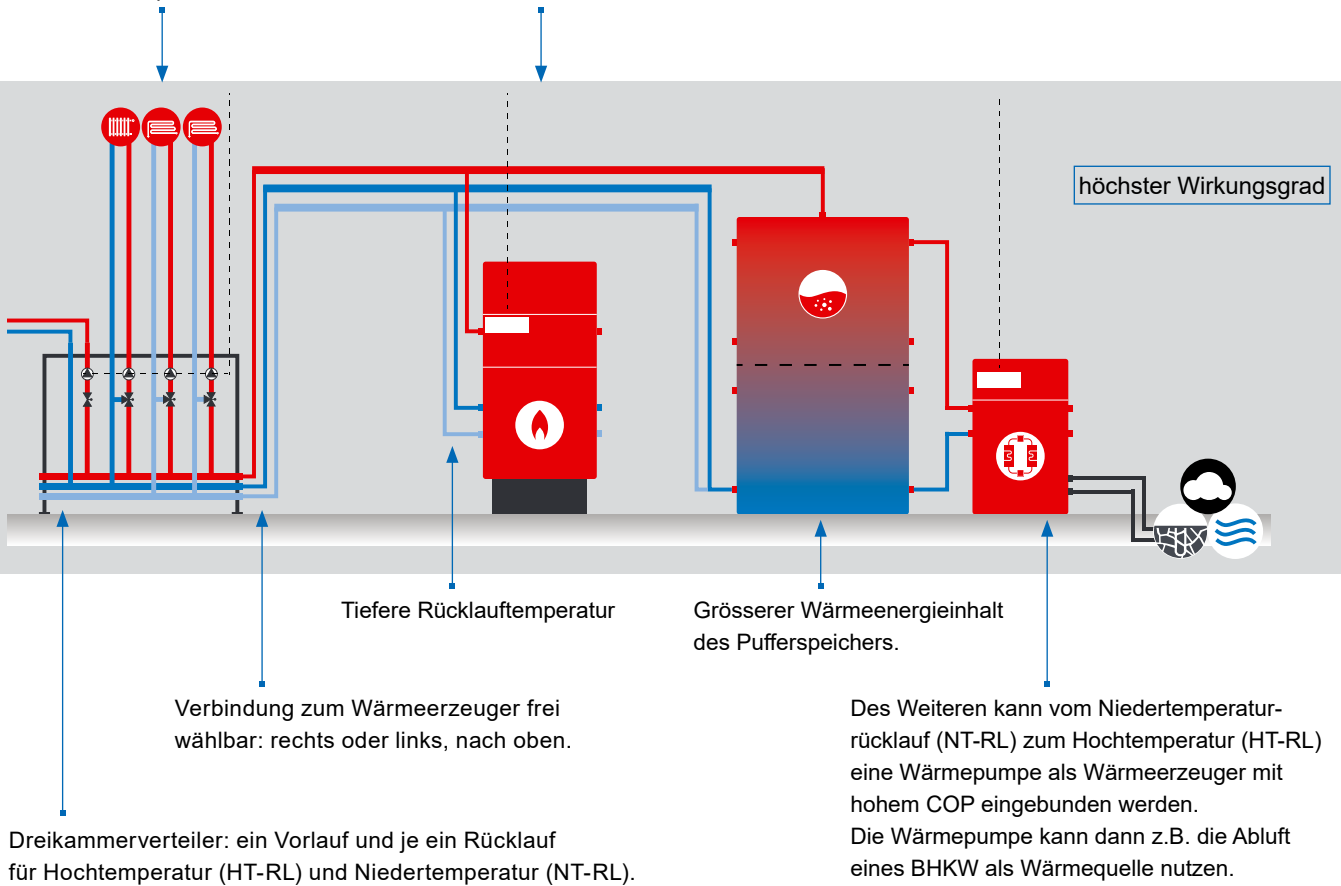 höchster Wirkungsgrad
Tiefere Rücklauftemperatur
Grösserer Wärmeenergieinhalt
des Pufferspeichers.
Verbindung zum Wärmeerzeuger frei
wählbar: rechts oder links, nach oben.
Des Weiteren kann vom Niedertemperatur-
rücklauf (NT-RL) zum Hochtemperatur (HT-RL)
eine Wärmepumpe als Wärmeerzeuger mit
hohem COP eingebunden werden.
Die Wärmepumpe kann dann z.B. die Abluft
eines BHKW als Wärmequelle nutzen.
Dreikammerverteiler: ein Vorlauf und je ein Rücklauf
für Hochtemperatur (HT-RL) und Niedertemperatur (NT-RL).